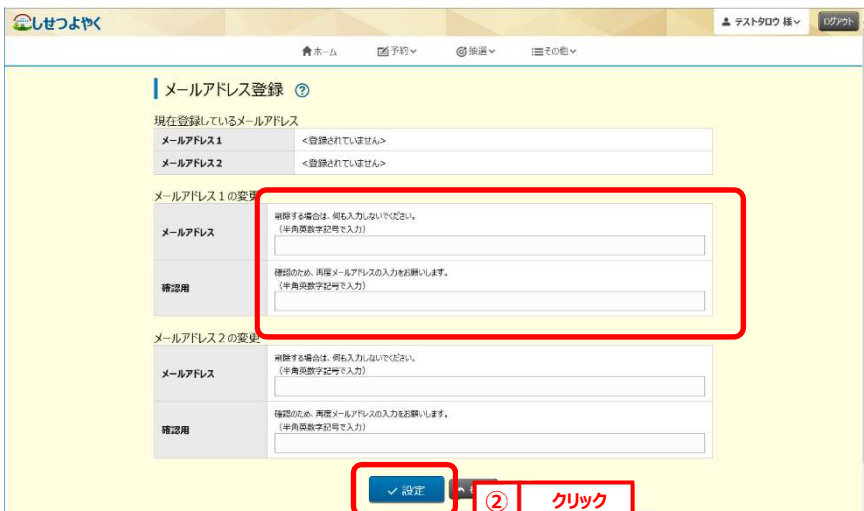 しせつよやく
テストタロウ 様
ログアウト
ホーム 予約 抽選 その他
メールアドレス登録 ?
現在登録しているメールアドレス
メールアドレス１ <登録されていません>
メールアドレス２ <登録されていません>
メールアドレス１の変更
メールアドレス
削除する場合は、何も入力しないでください。
（半角英数字記号で入力）
確認用
確認のため、再度メールアドレスの入力をお願いします。
（半角英数字記号で入力）
メールアドレス２の変更
メールアドレス
削除する場合は、何も入力しないでください。
（半角英数字記号で入力）
確認用
確認のため、再度メールアドレスの入力をお願いします。
（半角英数字記号で入力）
設定
② クリック